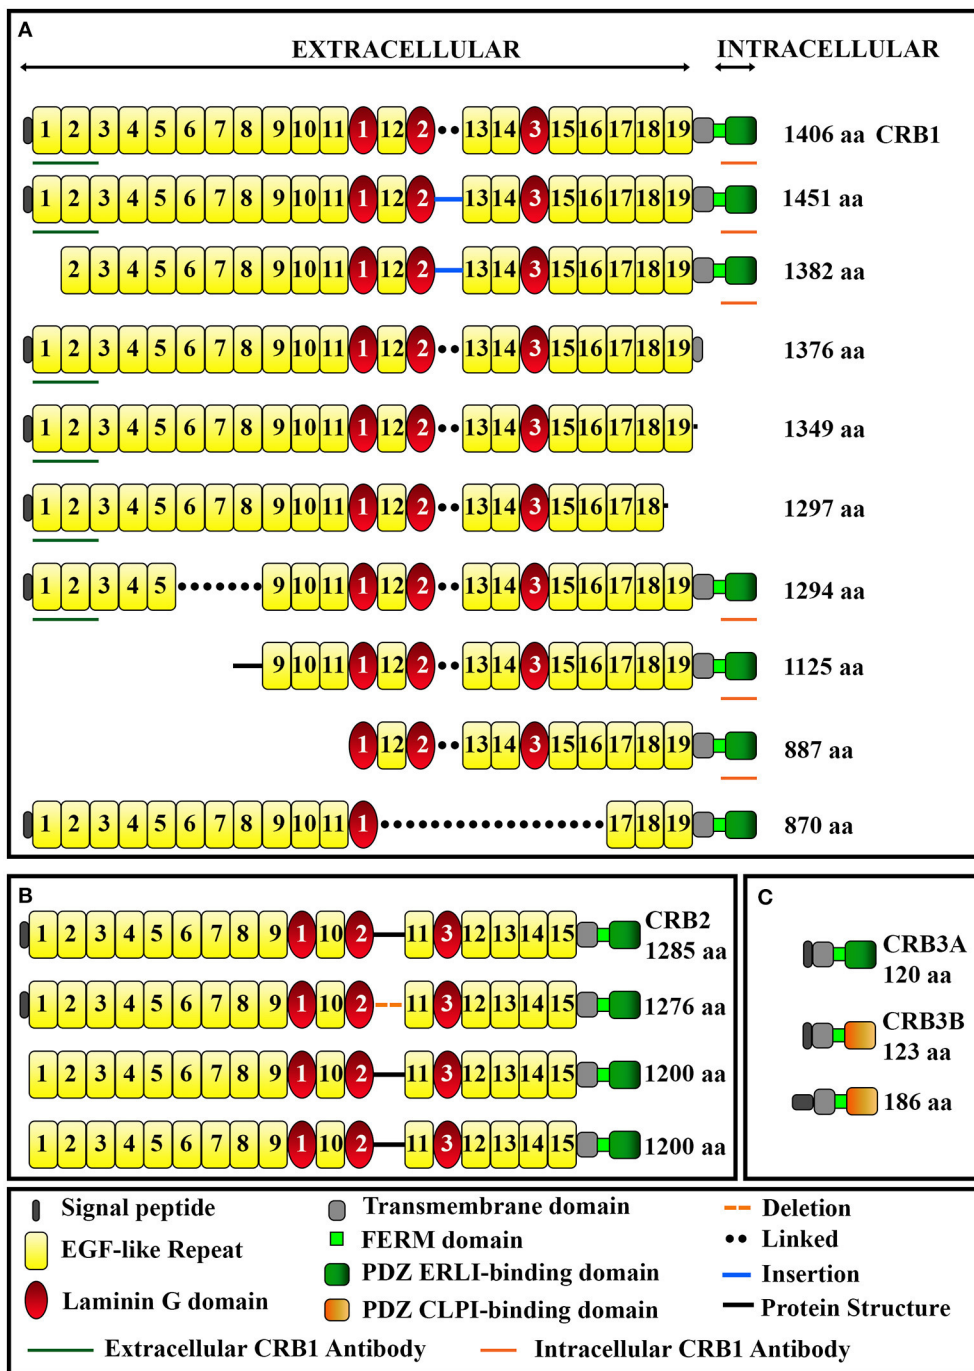 A
EXTRACELLULAR INTRACELLULAR
1 2 3 4 5 6 7 8 9 10 11 1 12 2 13 14 3 15 16 17 18 19 1406 aa CRB1
1 2 3 4 5 6 7 8 9 10 11 1 12 2 13 14 3 15 16 17 18 19 1451 aa
2 3 4 5 6 7 8 9 10 11 1 12 2 13 14 3 15 16 17 18 19 1382 aa
1 2 3 4 5 6 7 8 9 10 11 1 12 2 13 14 3 15 16 17 18 19 1376 aa
1 2 3 4 5 6 7 8 9 10 11 1 12 2 13 14 3 15 16 17 18 19 1349 aa
1 2 3 4 5 6 7 8 9 10 11 1 12 2 13 14 3 15 16 17 18 1297 aa
1 2 3 4 5 9 10 11 1 12 2 13 14 3 15 16 17 18 19 1294 aa
9 10 11 1 12 2 13 14 3 15 16 17 18 19 1125 aa
1 12 2 13 14 3 15 16 17 18 19 887 aa
1 2 3 4 5 6 7 8 9 10 11 1 17 18 19 870 aa
B
1 2 3 4 5 6 7 8 9 1 10 2 11 3 12 13 14 15 CRB2
1285 aa
1 2 3 4 5 6 7 8 9 1 10 2 11 3 12 13 14 15 1276 aa
1 2 3 4 5 6 7 8 9 1 10 2 11 3 12 13 14 15 1200 aa
1 2 3 4 5 6 7 8 9 1 10 2 11 3 12 13 14 15 1200 aa
C
CRB3A
120 aa
CRB3B
123 aa
186 aa
Signal peptide
EGF-like Repeat
Laminin G domain
Transmembrane domain
FERM domain
PDZ ERLI-binding domain
PDZ CLPI-binding domain
Deletion
Linked
Insertion
Protein Structure
Extracellular CRB1 Antibody
Intracellular CRB1 Antibody